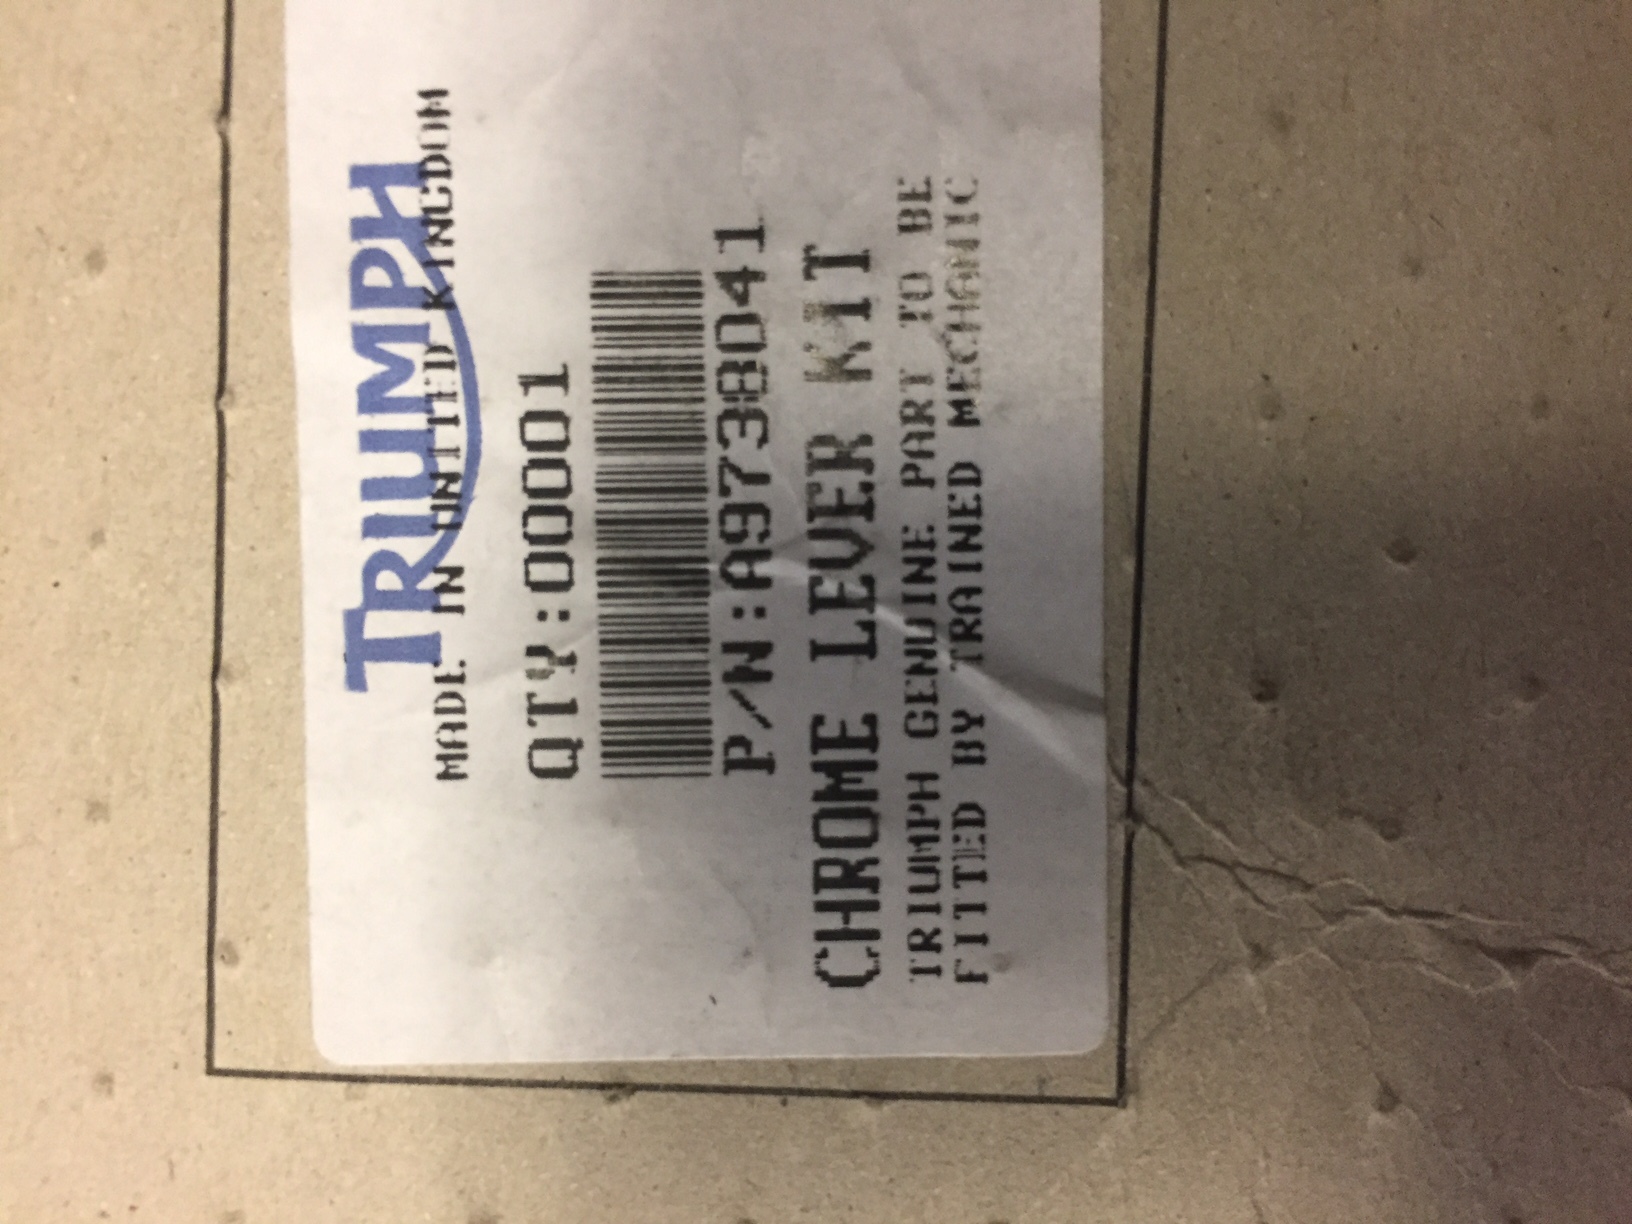 TRIUMPH
MADE IN UNITED KINGDOM
QTY:00001
P/N:A9738041
CHROME LEVER KIT
TRIUMPH GENUINE PART TO BE
FITTED BY TRAINED MECHANIC